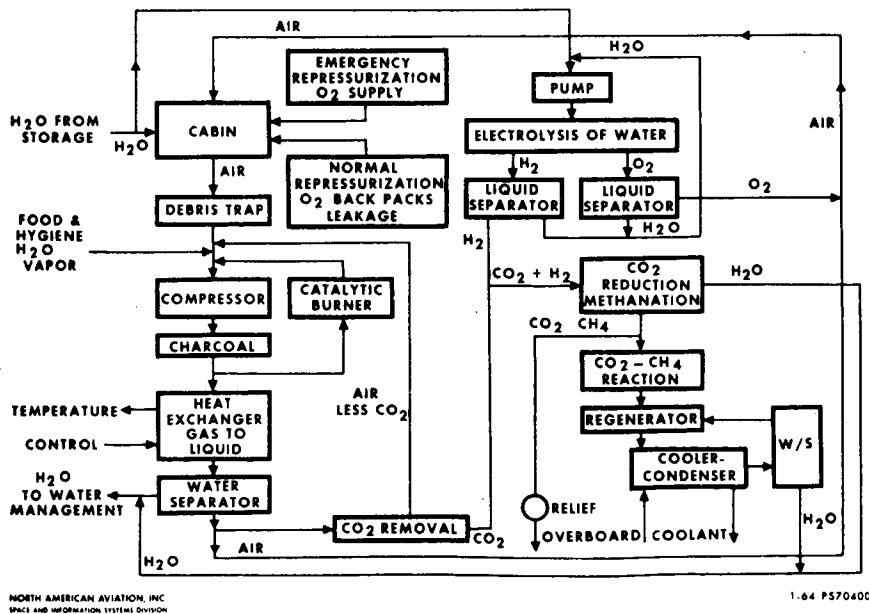 AIR
H2O
EMERGENCY
REPRESSURIZATION
O2 SUPPLY
PUMP
H2O FROM
STORAGE
H2O
CABIN
ELECTROLYSIS OF WATER
AIR
AIR
NORMAL
REPRESSURIZATION
O2 BACK PACKS
LEAKAGE
H2
O2
LIQUID
SEPARATOR
LIQUID
SEPARATOR
O2
DEBRIS TRAP
H2O
FOOD &
HYGIENE
H2O
VAPOR
H2
CO2 + H2
CO2
REDUCTION
METHANATION
H2O
COMPRESSOR
CATALYTIC
BURNER
CO2 CH4
CHARCOAL
CO2-CH4
REACTION
AIR
LESS CO2
TEMPERATURE
CONTROL
HEAT
EXCHANGER
GAS TO
LIQUID
REGENERATOR
W/S
COOLER-
CONDENSER
H2O
TO WATER
MANAGEMENT
WATER
SEPARATOR
RELIEF
H2O
CO2 REMOVAL
CO2
OVERBOARD
COOLANT
AIR
H2O
NORTH AMERICAN AVIATION, INC
SPACE AND INFORMATION SYSTEMS DIVISION
1-64 PS70400